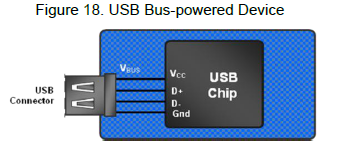 Figure 18. USB Bus-powered Device
VBUS
VCC
USB
Chip
USB
Connector
D+
D-
Gnd